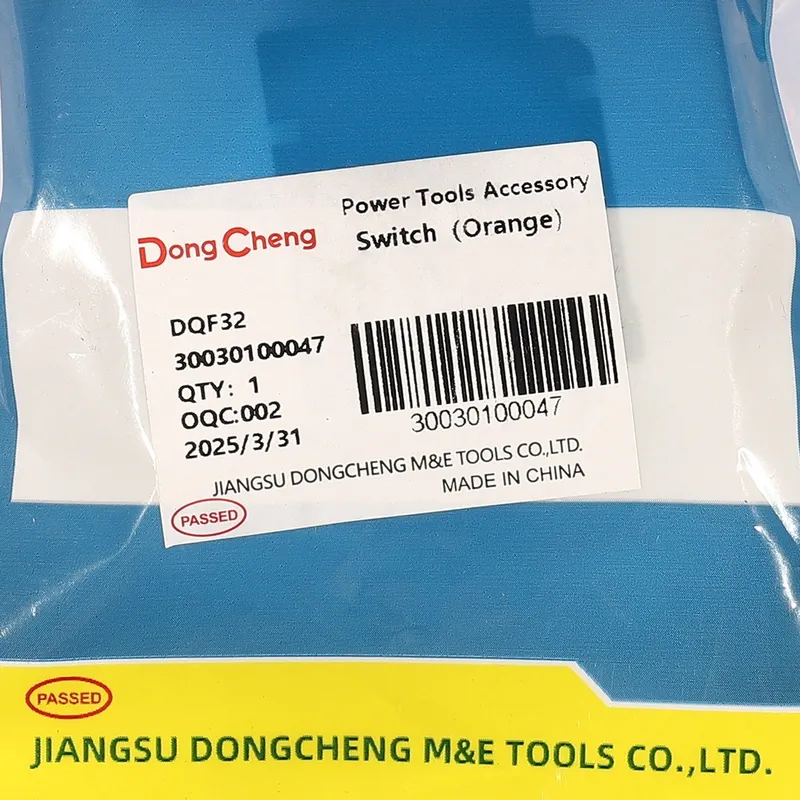 Power Tools Accessory
DongCheng
Switch (Orange)
DQF32
30030100047
QTY: 1
OQC:002
2025/3/31
30030100047
JIANGSU DONGCHENG M&E TOOLS CO.,LTD.
MADE IN CHINA
PASSED
PASSED
JIANGSU DONGCHENG M&E TOOLS CO.,LTD.